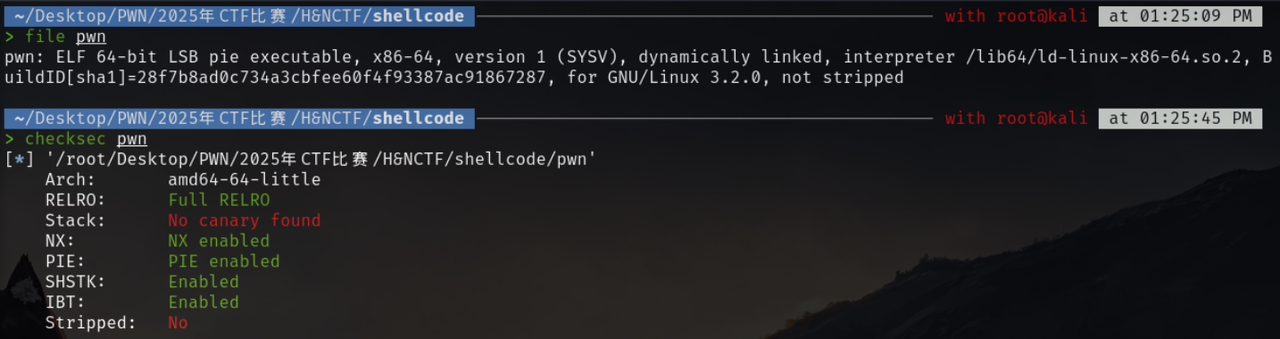 ~/Desktop/PWN/2025年CTF比赛/H&NCTF/shellcode with root@kali at 01:25:09 PM
> file pwn
pwn: ELF 64-bit LSB pie executable, x86-64, version 1 (SYSV), dynamically linked, interpreter /lib64/ld-linux-x86-64.so.2, B
uildID[sha1]=28f7b8ad0c734a3cbfee60f4f93387ac91867287, for GNU/Linux 3.2.0, not stripped
~/Desktop/PWN/2025年CTF比赛/H&NCTF/shellcode with root@kali at 01:25:45 PM
> checksec pwn
[*] '/root/Desktop/PWN/2025年CTF比赛/H&NCTF/shellcode/pwn'
Arch: amd64-64-little
RELRO: Full RELRO
Stack: No canary found
NX: NX enabled
PIE: PIE enabled
SHSTK: Enabled
IBT: Enabled
Stripped: No